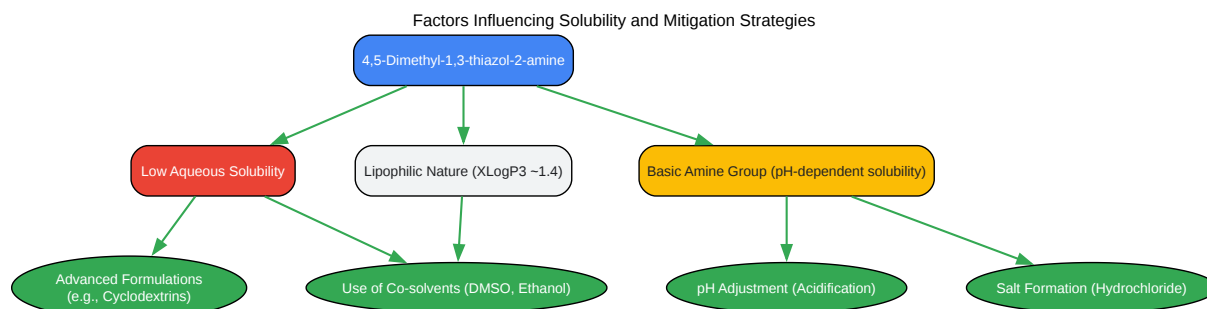 Factors Influencing Solubility and Mitigation Strategies
4,5-Dimethyl-1,3-thiazol-2-amine
Low Aqueous Solubility
Lipophilic Nature (XLogP3 ~1.4)
Basic Amine Group (pH-dependent solubility)
Advanced Formulations
(e.g., Cyclodextrins)
Use of Co-solvents (DMSO, Ethanol)
pH Adjustment (Acidification)
Salt Formation (Hydrochloride)